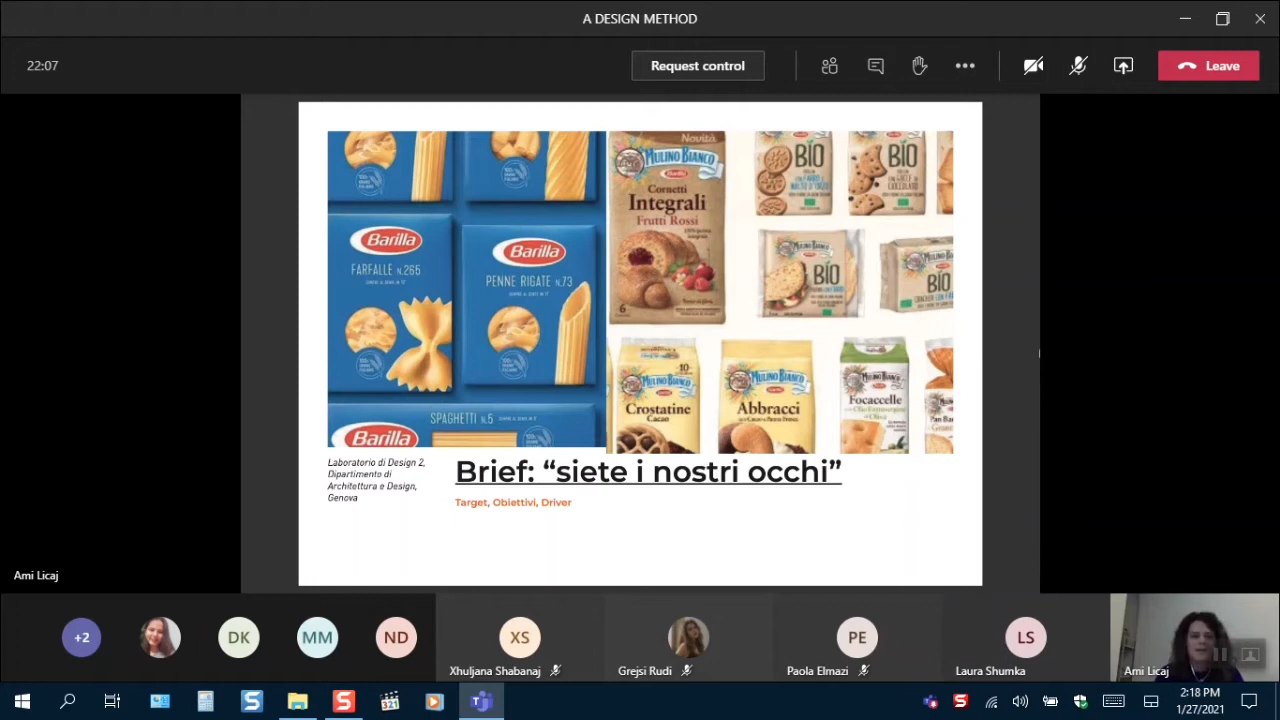 A DESIGN METHOD
22:07
Request control
Leave
Barilla
FARFALLE N.265
Barilla
PENNE RIGATE N.73
SPAGHETTI N.5
Barilla
Novità
MULINO BIANCO
Barilla
Cornetti
Integrali
Frutti Rossi
6
BIO
BIO
BIO
BIO
MULINO BIANCO
Crostatine
Cacao
MULINO BIANCO
Abbracci
Focaccelle
Laboratorio di Design 2,
Dipartimento di
Architettura e Design,
Genova
Brief: “siete i nostri occhi”
Target, Obiettivi, Driver
Ami Licaj
+2
DK
MM
ND
XS
Xhuljana Shabanaj
Grejsi Rudi
PE
Paola Elmazi
LS
Laura Shumka
Ami Licaj
321
2:18 PM
1/27/2021